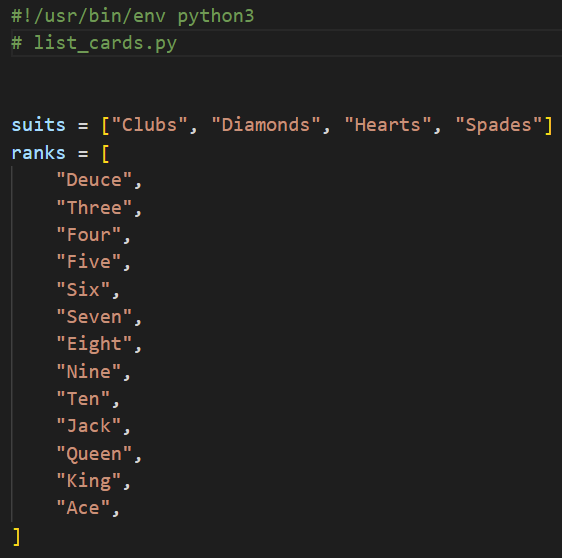 #!/usr/bin/env python3
# list_cards.py
suits = ["Clubs", "Diamonds", "Hearts", "Spades"]
ranks = [
    "Deuce",
    "Three",
    "Four",
    "Five",
    "Six",
    "Seven",
    "Eight",
    "Nine",
    "Ten",
    "Jack",
    "Queen",
    "King",
    "Ace",
]